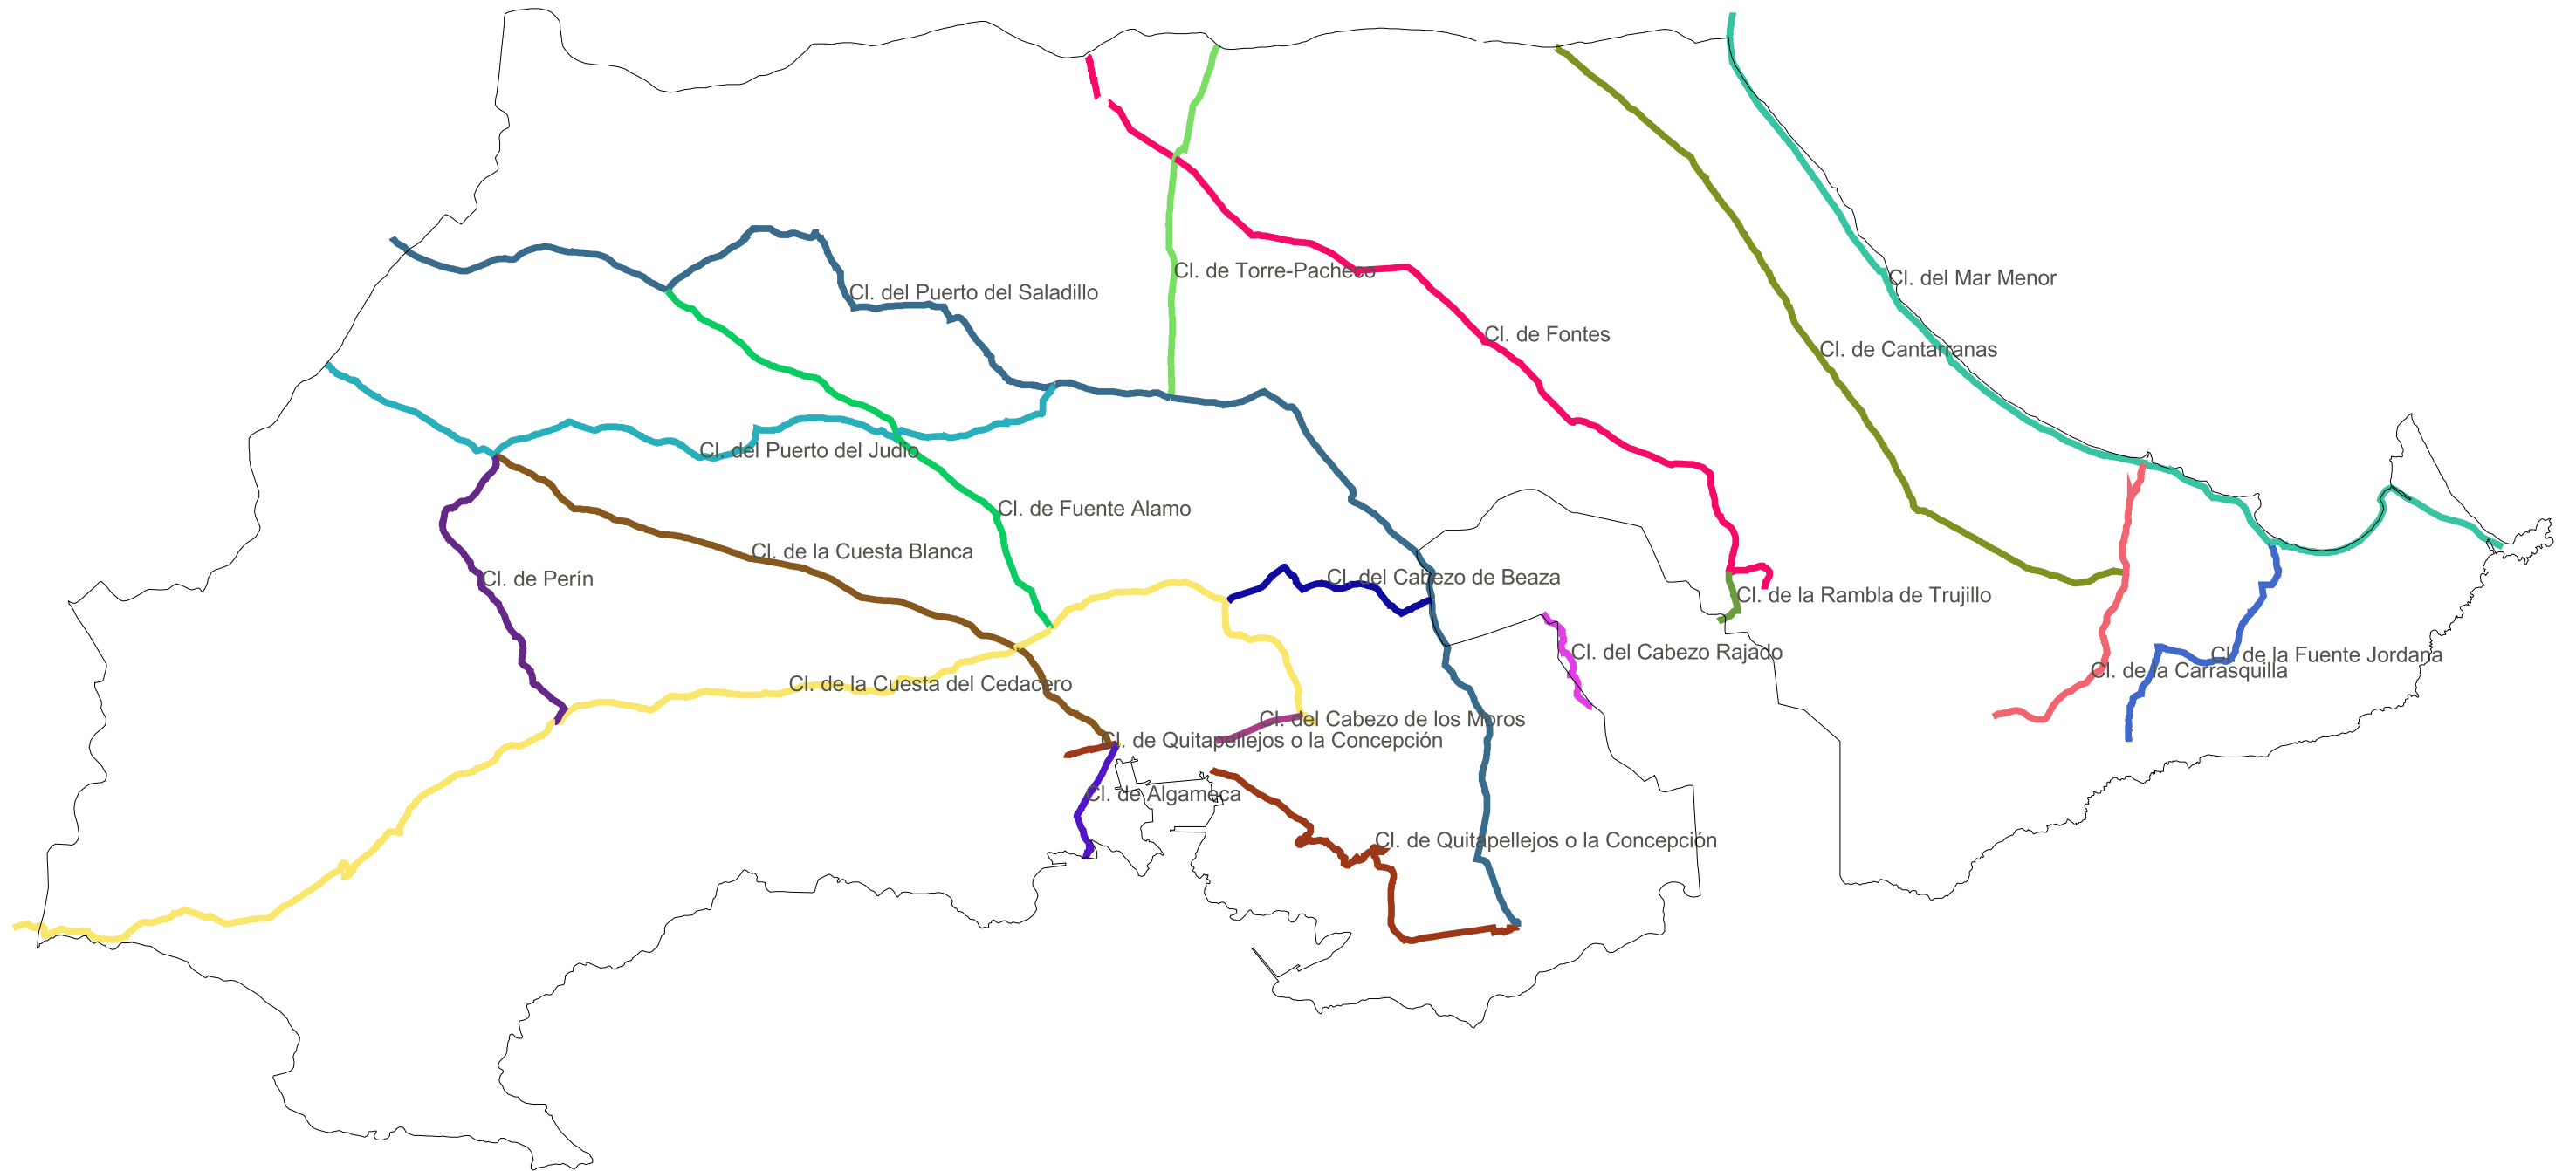 Cl. de Torre-Pacheco
Cl. del Mar Menor
Cl. del Puerto del Saladillo
Cl. de Fontes
Cl. de Cantarranas
Cl. del Puerto del Judío
Cl. de Fuente Alamo
Cl. de la Cuesta Blanca
Cl. de Perín
Cl. del Cabezo de Beaza
Cl. de la Rambla de Trujillo
Cl. del Cabezo Rajado
Cl. de la Fuente Jordana
Cl. de la Carrasquilla
Cl. de la Cuesta del Cedacero
Cl. del Cabezo de los Moros
Cl. de Quitapellejos o la Concepción
Cl. de Algameca
Cl. de Quitapellejos o la Concepción